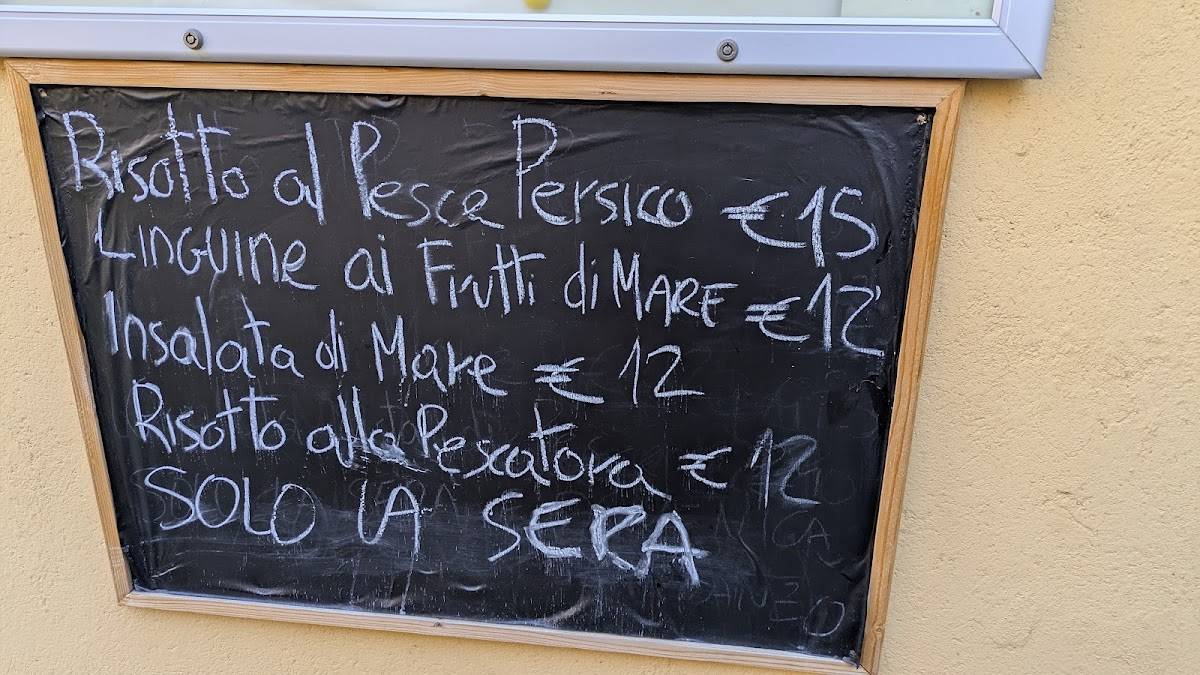 Risotto al Pesce Persico € 15
Linguine ai Frutti di MARE € 12
Insalata di Mare € 12
Risotto alla Pescatora € 12
SOLO LA SERA